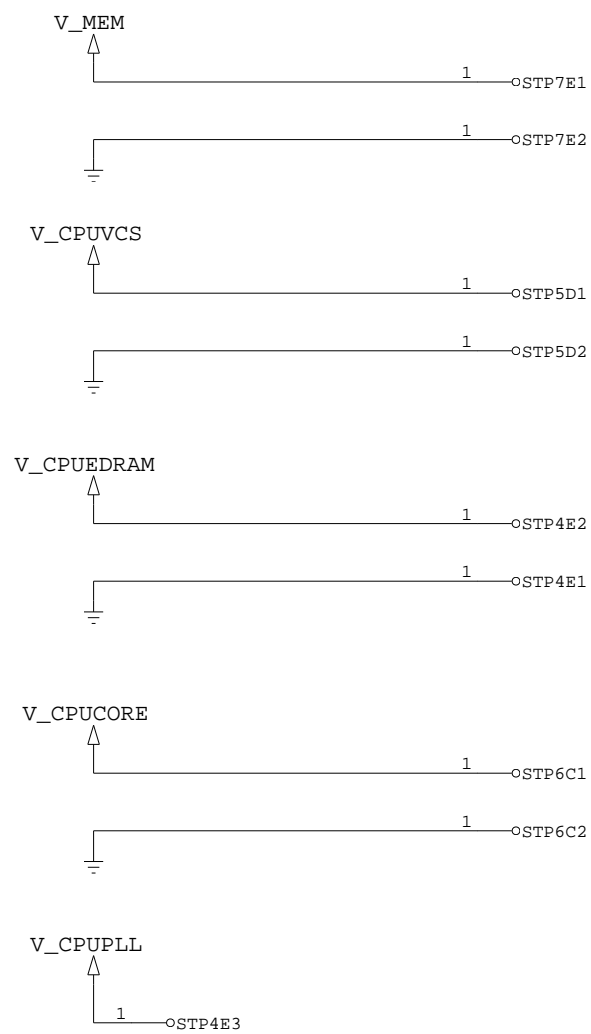 V_MEM
1
STP7E1
1
STP7E2
V_CPUVCS
1
STP5D1
1
STP5D2
V_CPUEDRAM
1
STP4E2
1
STP4E1
V_CPUCORE
1
STP6C1
1
STP6C2
V_CPUPLL
1
STP4E3